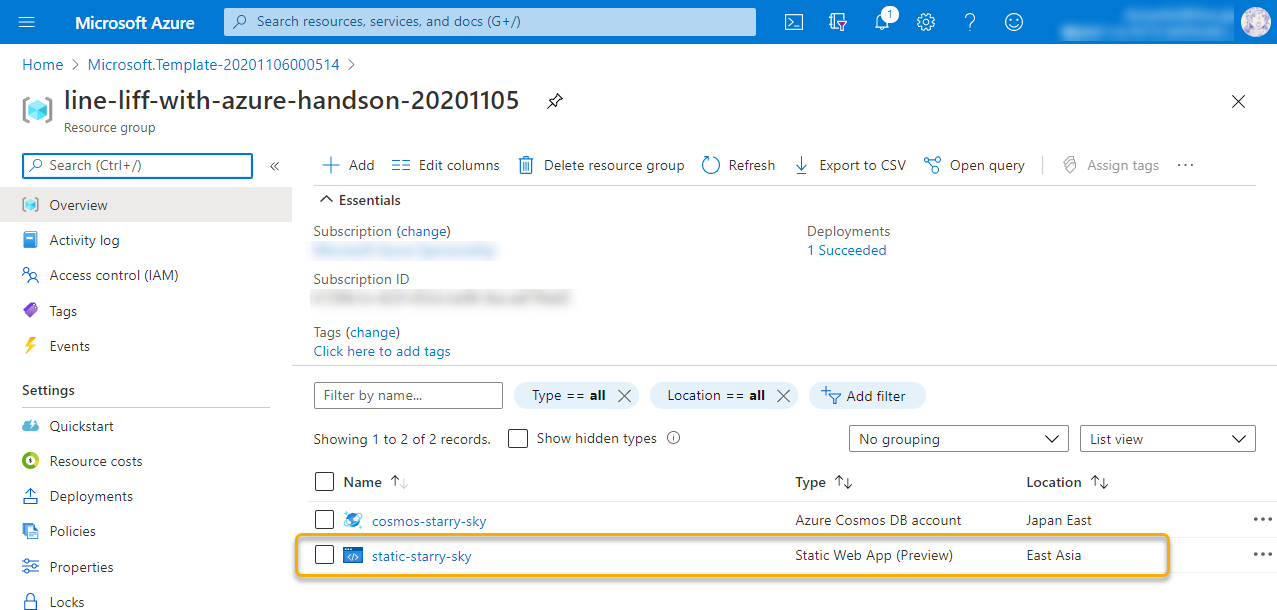 Microsoft Azure
Search resources, services, and docs (G+/)
1
Home > Microsoft.Template-20201106000514 >
line-liff-with-azure-handson-20201105
Resource group
Search (Ctrl+/)
«
Add
Edit columns
Delete resource group
Refresh
Export to CSV
Open query
Assign tags
...
Overview
Activity log
Access control (IAM)
Tags
Events
Settings
Quickstart
Resource costs
Deployments
Policies
Properties
Locks
Essentials
Subscription (change)
Deployments
1 Succeeded
Subscription ID
Tags (change)
Click here to add tags
Filter by name...
Type == all
Location == all
Add filter
Showing 1 to 2 of 2 records.
Show hidden types
No grouping
List view
Name Type Location
cosmos-starry-sky Azure Cosmos DB account Japan East
static-starry-sky Static Web App (Preview) East Asia